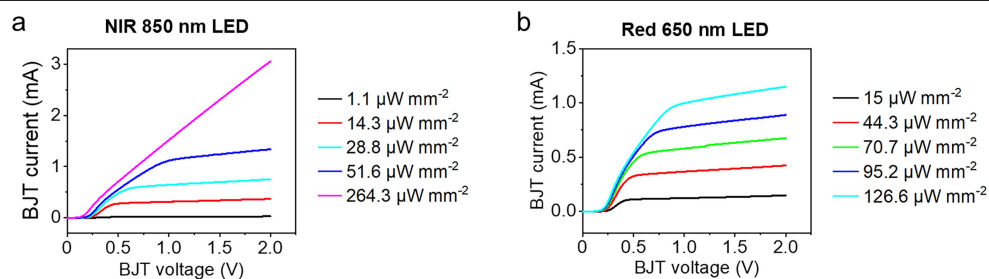 a
NIR 850 nm LED
BJT current (mA)
3
2
1
0
0
0.5
1.0
1.5
2.0
BJT voltage (V)
1.1 µW mm-2
14.3 µW mm-2
28.8 µW mm-2
51.6 µW mm-2
264.3 µW mm-2
b
Red 650 nm LED
BJT current (mA)
1.5
1.0
0.5
0.0
0
0.5
1.0
1.5
2.0
BJT voltage (V)
15 µW mm-2
44.3 µW mm-2
70.7 µW mm-2
95.2 µW mm-2
126.6 µW mm-2